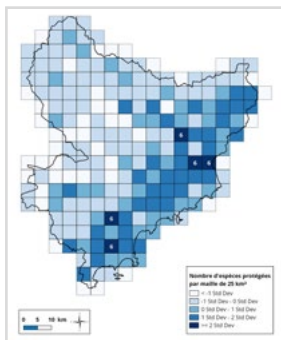 6
6 6
6
6
Nombre d'espèces protégées
par maille de 25 km²
< -1 Std Dev
-1 Std Dev - 0 Std Dev
0 Std Dev - 1 Std Dev
1 Std Dev - 2 Std Dev
>= 2 Std Dev
0 5 10 km